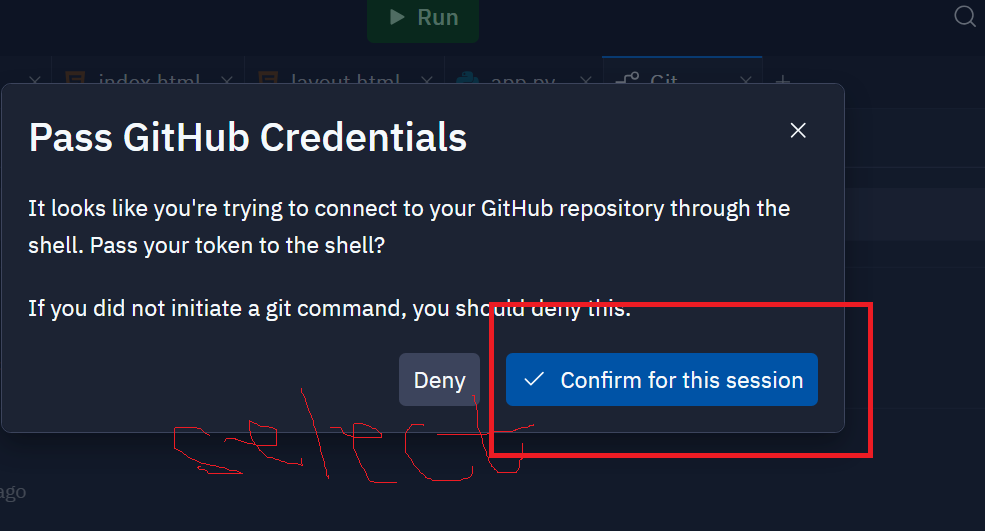 Run
index.html
layout.html
app.py
Git
Pass GitHub Credentials
It looks like you're trying to connect to your GitHub repository through the
shell. Pass your token to the shell?
If you did not initiate a git command, you should deny this.
Deny
Confirm for this session
ago